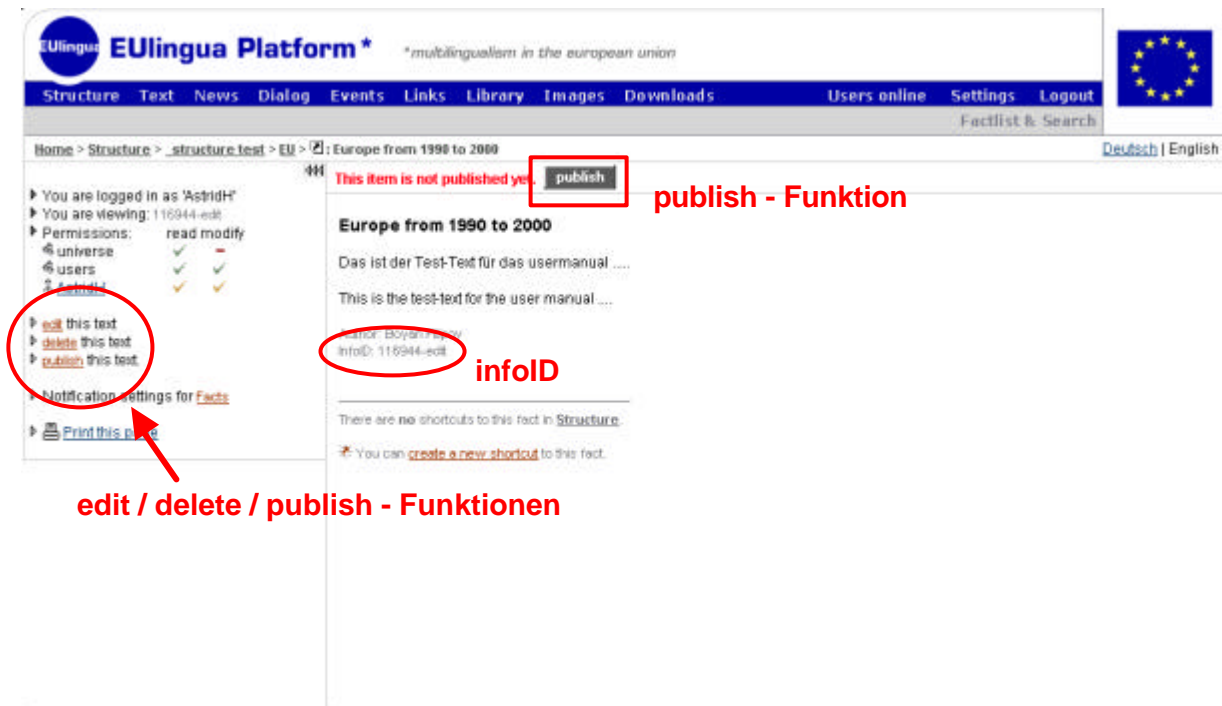 EUlingua EUlingua Platform* *multilingualism in the european union
Structure Text News Dialog Events Links Library Images Downloads Users online Settings Logout
Factlist & Search
Home > Structure > _structure test > EU > : Europe from 1990 to 2000
Deutsch | English
This item is not published yet. publish
publish - Funktion
You are logged in as 'AstridH'
You are viewing: 116944-edit
Permissions: read modify
universe
users
AstridH
edit this text
delete this text
publish this text
Notification settings for Facts
Print this page
edit / delete / publish - Funktionen
Europe from 1990 to 2000
Das ist der Test-Text für das usermanual ....
This is the test-text for the user manual ....
Author: Boyan
InfoID: 116944-edit
infoID
There are no shortcuts to this fact in Structure.
You can create a new shortcut to this fact.